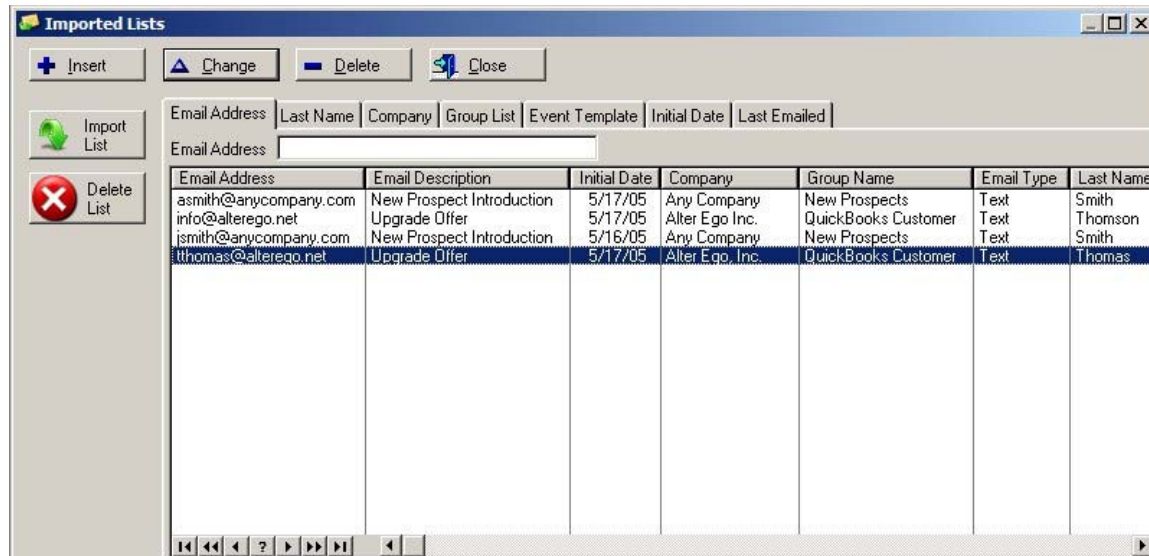 Imported Lists
Insert Change Delete Close
Import List
Delete List
Email Address Last Name Company Group List Event Template Initial Date Last Emailed
Email Address
Email Address Email Description Initial Date Company Group Name Email Type Last Name
asmith@anycompany.com New Prospect Introduction 5/17/05 Any Company New Prospects Text Smith
info@alterego.net Upgrade Offer 5/17/05 Alter Ego Inc. QuickBooks Customer Text Thomson
jsmith@anycompany.com New Prospect Introduction 5/16/05 Any Company New Prospects Text Smith
tthomas@alterego.net Upgrade Offer 5/17/05 Alter Ego, Inc. QuickBooks Customer Text Thomas
?